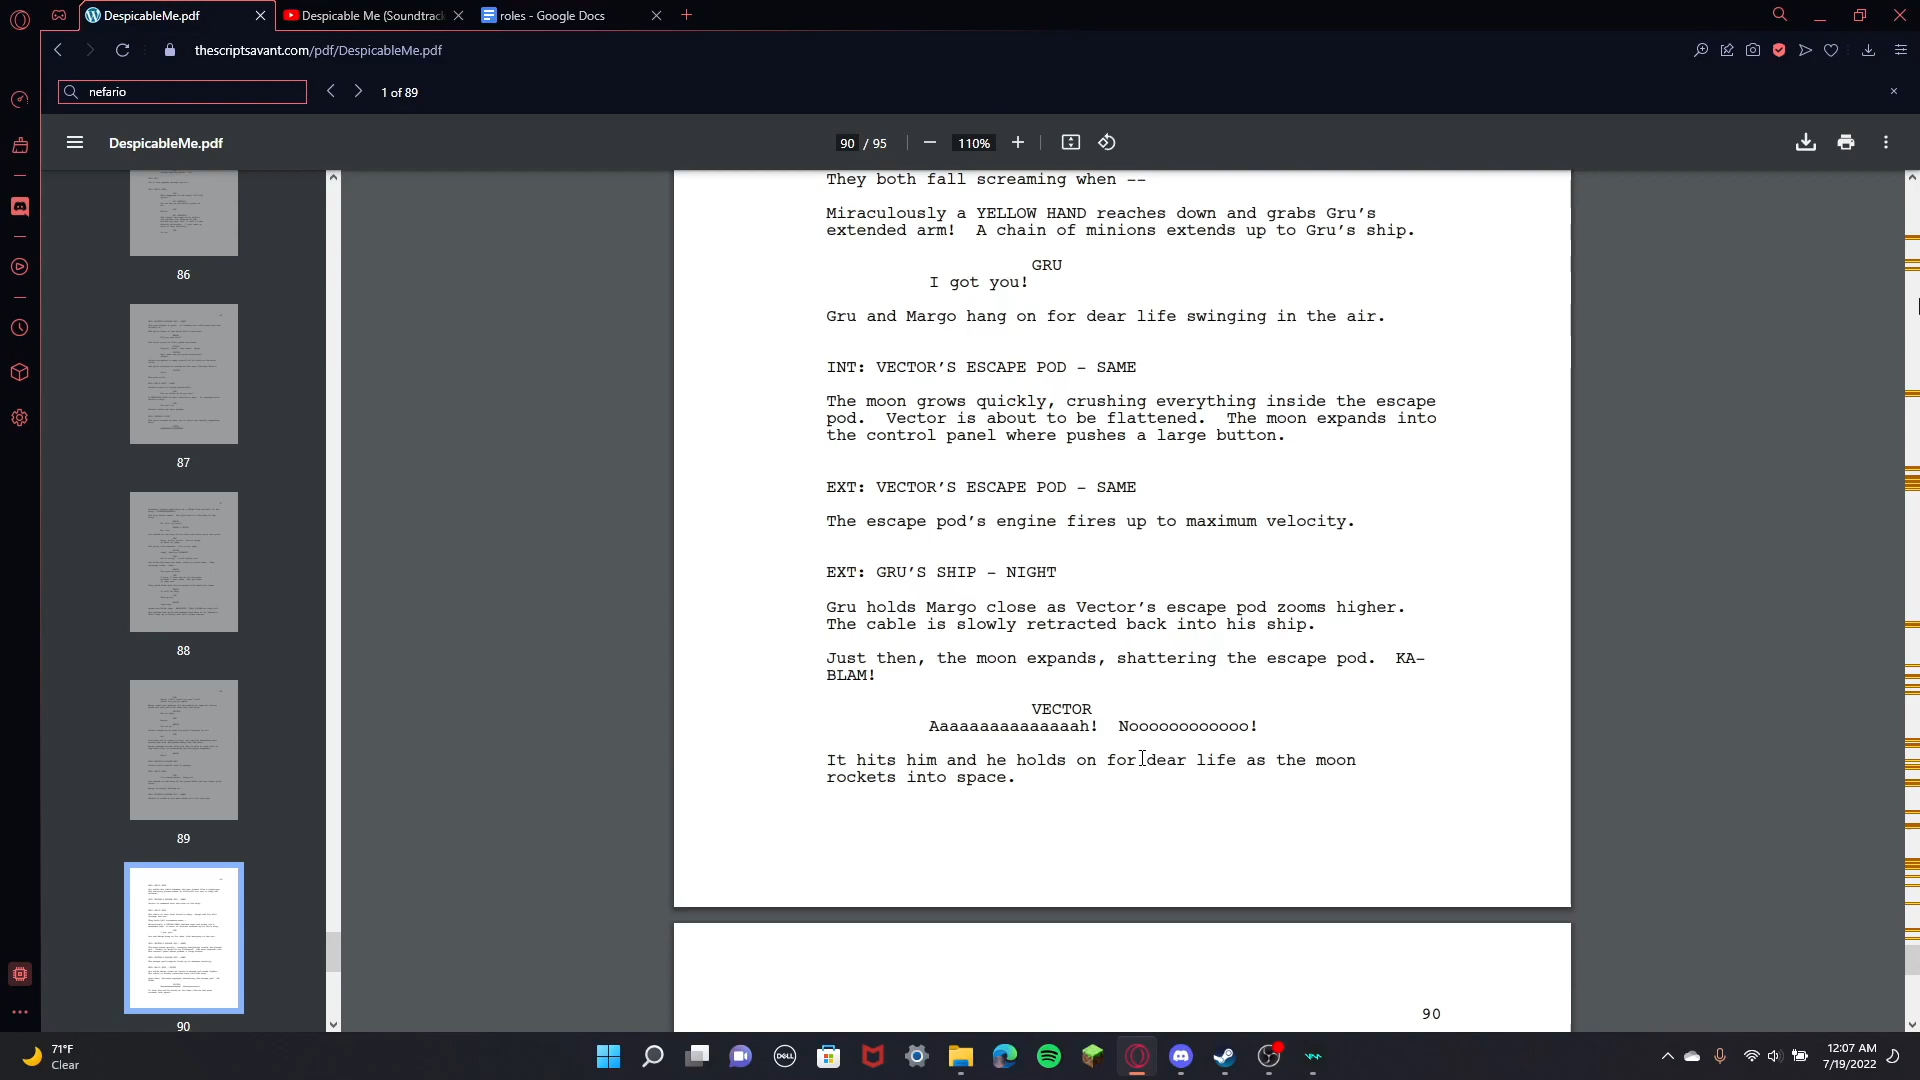 DespicableMe.pdf
Despicable Me (Soundtrack
roles - Google Docs
thescriptsavant.com/pdf/DespicableMe.pdf
nefario
1 of 89
DespicableMe.pdf
90 / 95
110%
86
87
88
89
90
They both fall screaming when --
Miraculously a YELLOW HAND reaches down and grabs Gru's
extended arm! A chain of minions extends up to Gru's ship.
GRU
I got you!
Gru and Margo hang on for dear life swinging in the air.
INT: VECTOR'S ESCAPE POD - SAME
The moon grows quickly, crushing everything inside the escape
pod. Vector is about to be flattened. The moon expands into
the control panel where pushes a large button.
EXT: VECTOR'S ESCAPE POD - SAME
The escape pod's engine fires up to maximum velocity.
EXT: GRU'S SHIP - NIGHT
Gru holds Margo close as Vector's escape pod zooms higher.
The cable is slowly retracted back into his ship.
Just then, the moon expands, shattering the escape pod. KA-
BLAM!
VECTOR
Aaaaaaaaaaaaaaah! Noooooooooooo!
It hits him and he holds on for dear life as the moon
rockets into space.
90
71°F
Clear
DELL
12:07 AM
7/19/2022